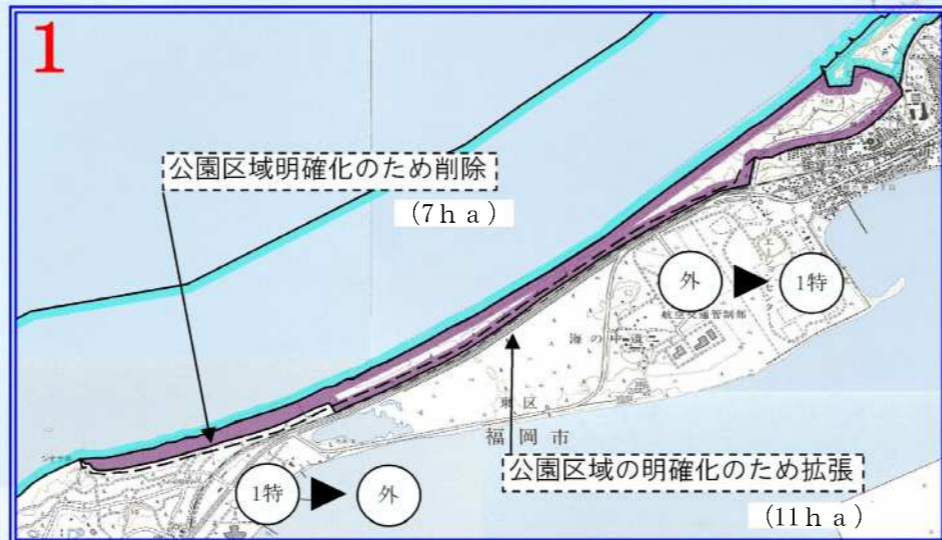 1
公園区域明確化のため削除
(7ha)
外
1特
航空交通管制部
海の中道
東区
福岡市
公園区域の明確化のため拡張
(11ha)
1特
外